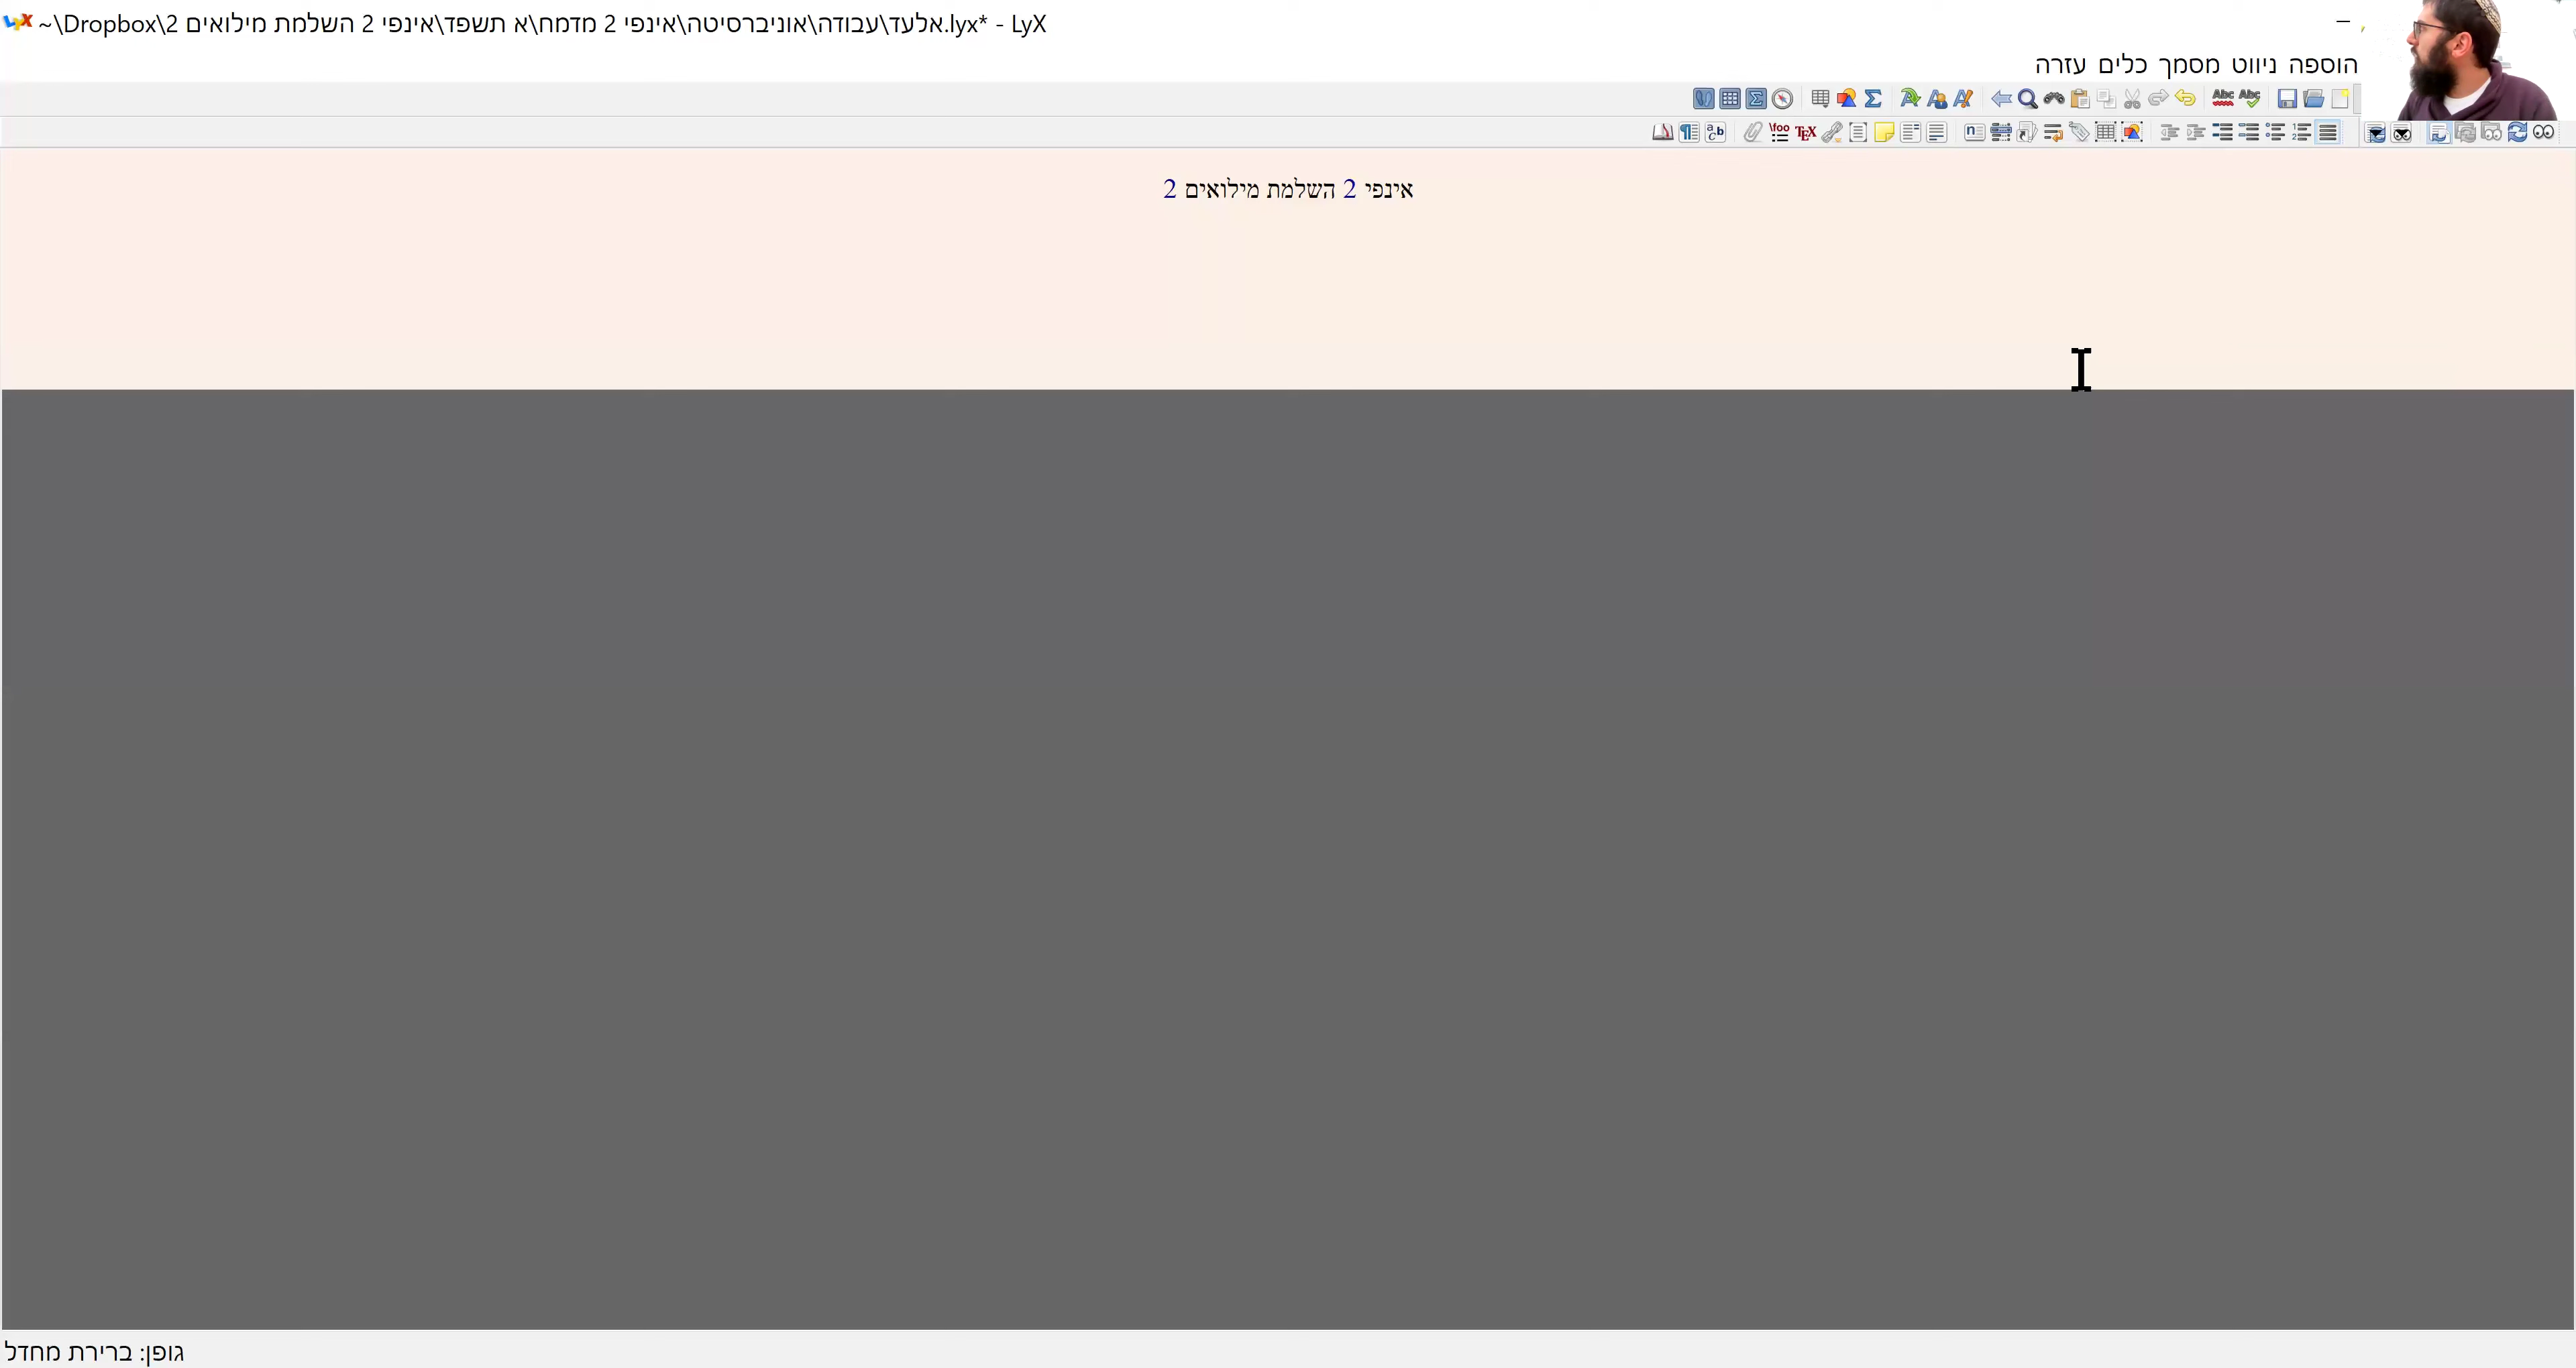 ~\Dropbox\אלעד\עבודה\אוניברסיטה\אינפי 2 מדמח\א תשפד\אינפי 2 השלמת מילואים 2.lyx* - LyX
הוספה ניווט מסמך כלים עזרה
אינפי 2 השלמת מילואים 2
גופן: ברירת מחדל